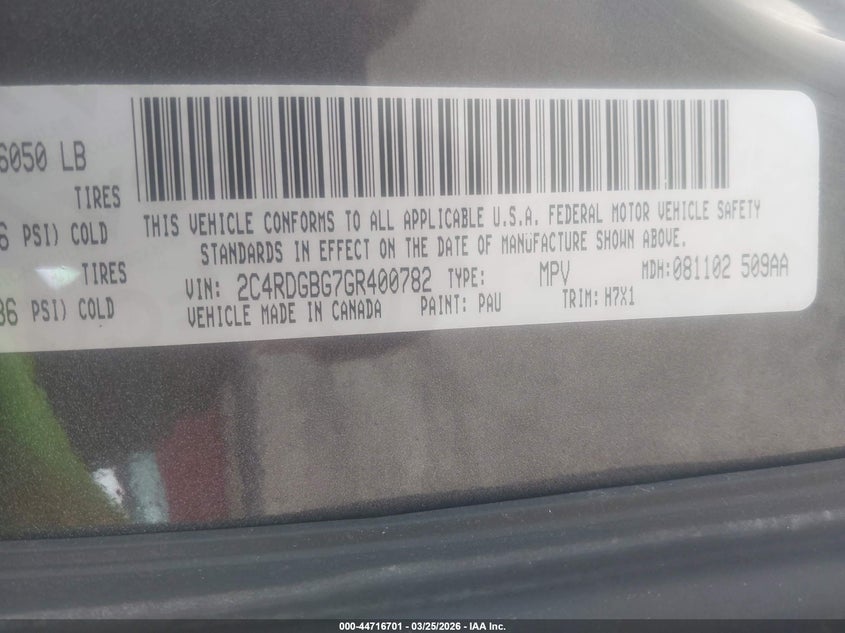 6050 LB
TIRES
6 PSI) COLD
TIRES
36 PSI) COLD
THIS VEHICLE CONFORMS TO ALL APPLICABLE U.S.A. FEDERAL MOTOR VEHICLE SAFETY
STANDARDS IN EFFECT ON THE DATE OF MANUFACTURE SHOWN ABOVE.
VIN: 2C4RDGBG7GR400782 TYPE: MPV MDH:081102 509AA
VEHICLE MADE IN CANADA PAINT: PAU TRIM: H7X1
000-44716701 - 03/25/2026 - IAA Inc.